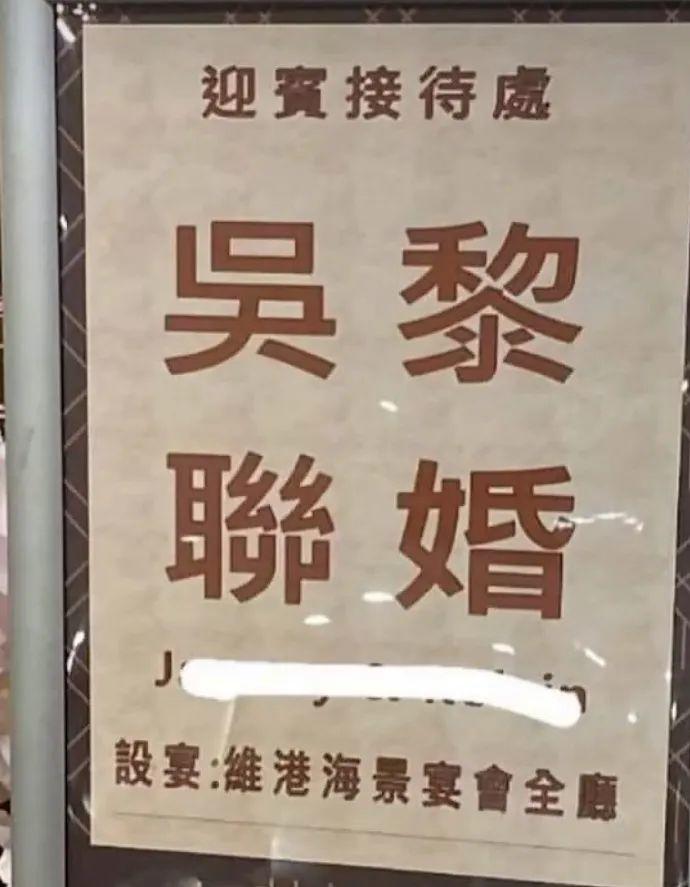 迎賓接待處
吳黎
聯婚
設宴:維港海景宴會全廳